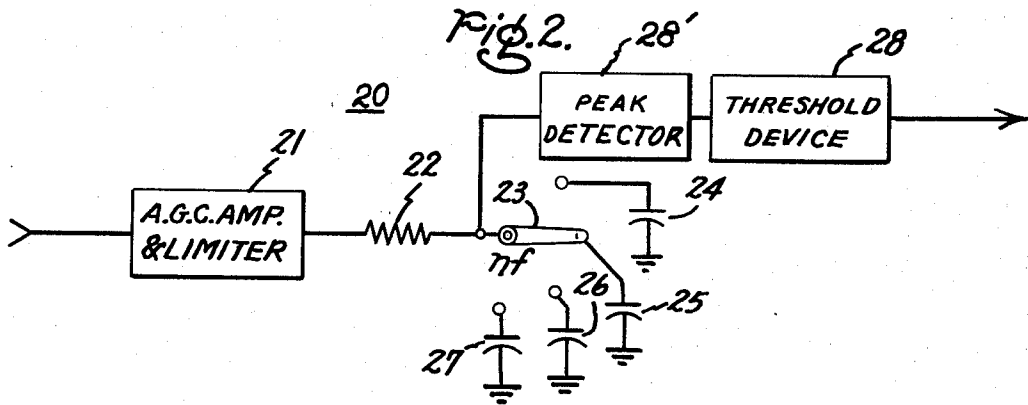 Fig. 2.
28'
28
20
PEAK
DETECTOR
THRESHOLD
DEVICE
21
22
23
24
A.G.C. AMP.
& LIMITER
nf
26
25
27